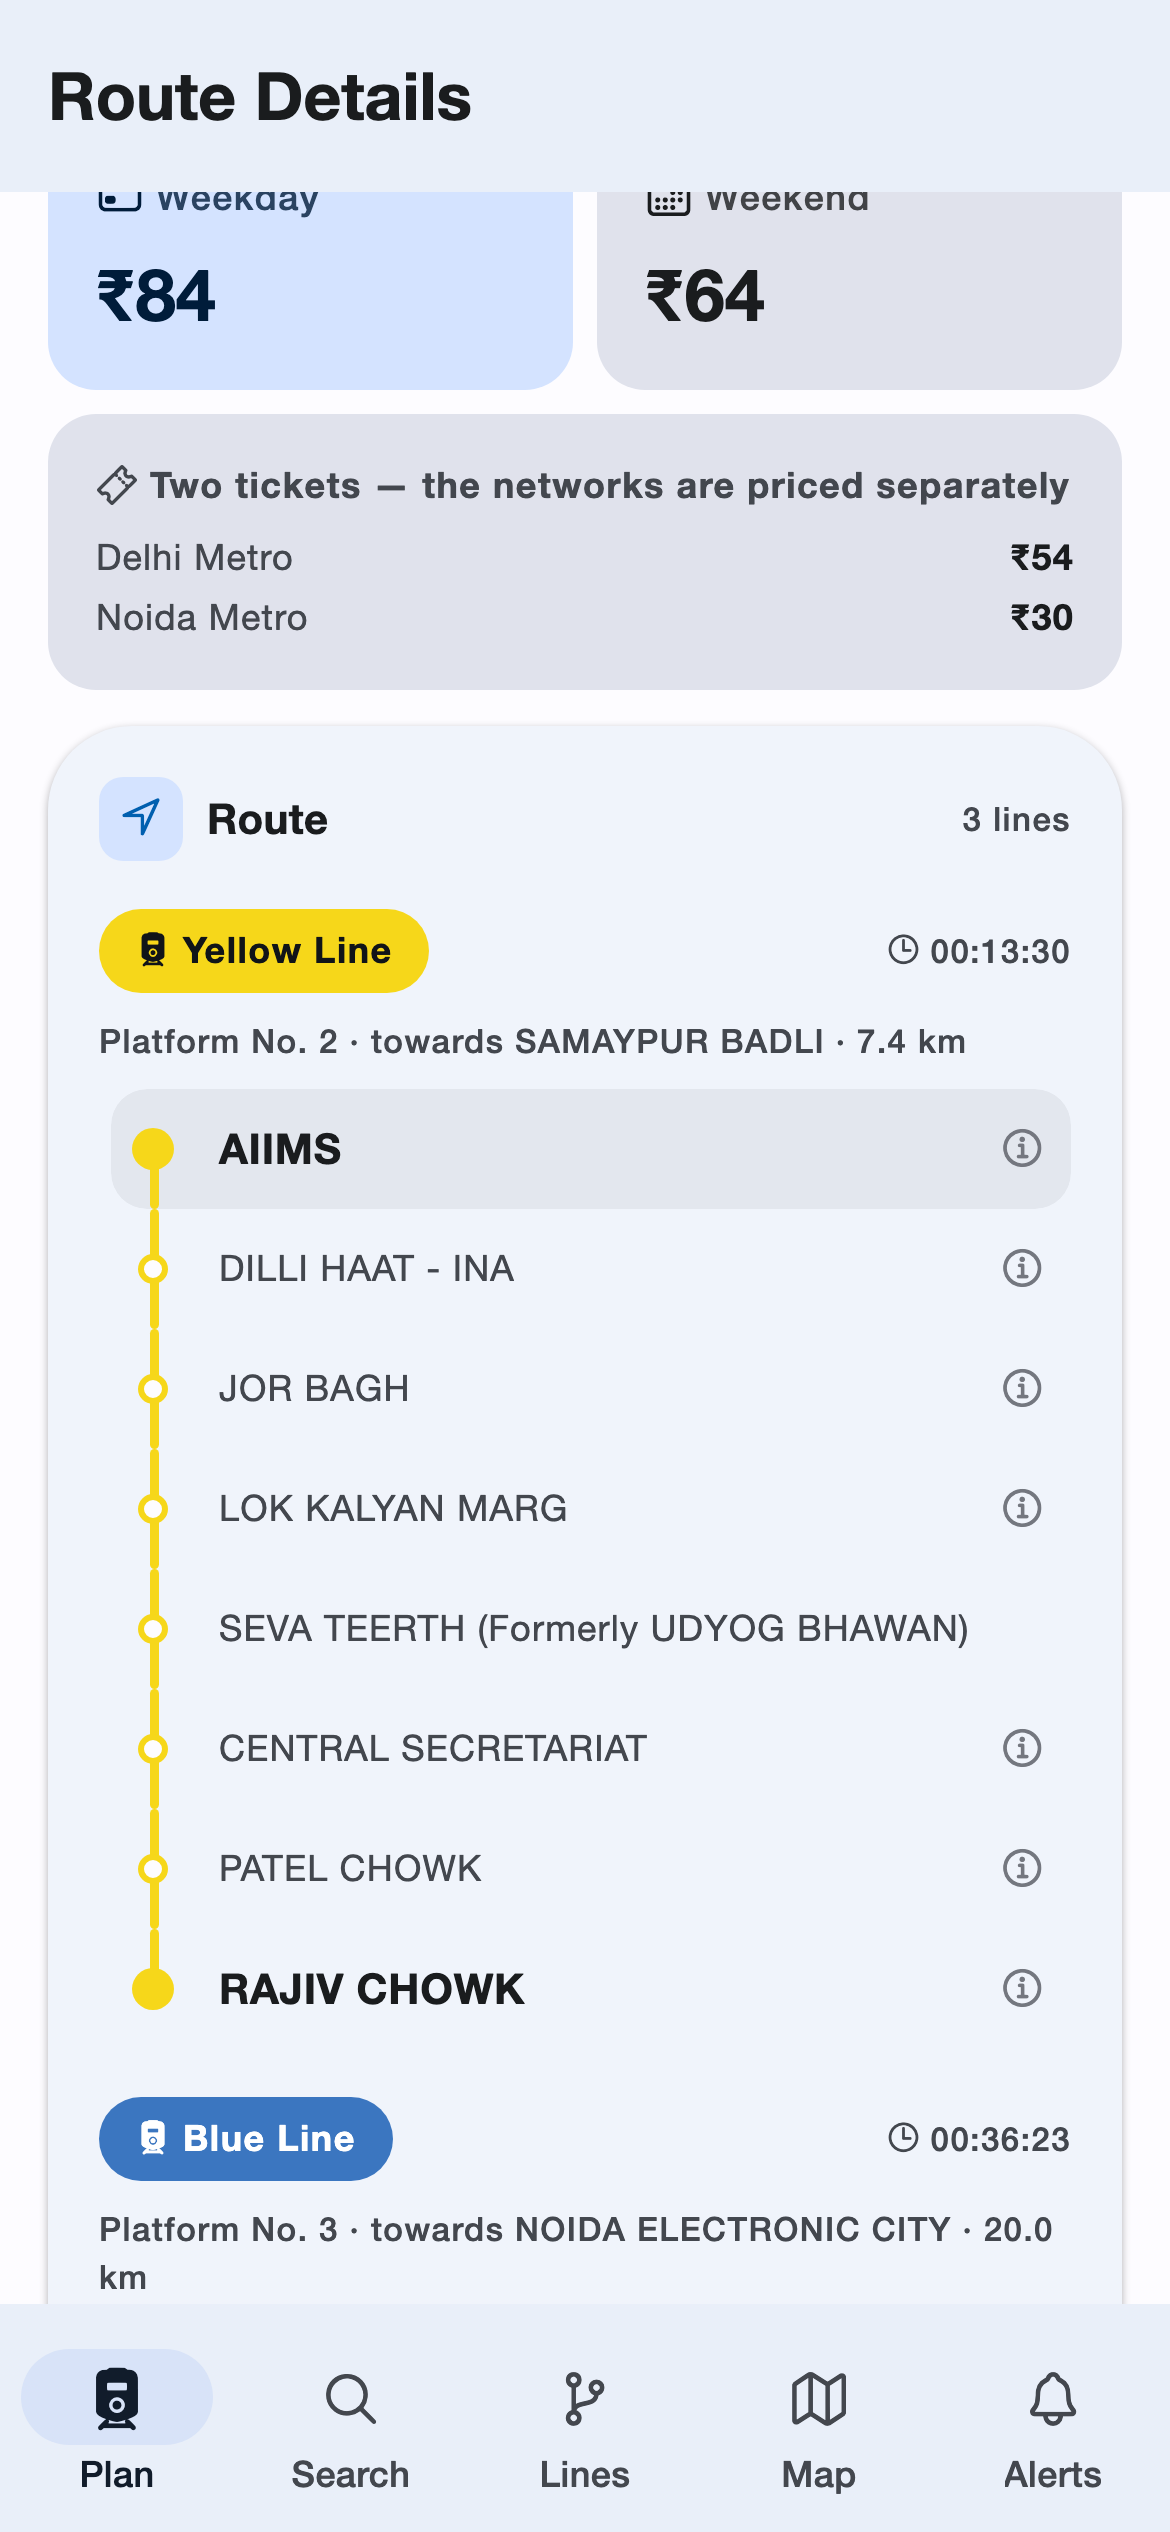 Route Details
Weekday
Weekend
₹84
₹64
Two tickets — the networks are priced separately
Delhi Metro ₹54
Noida Metro ₹30
Route 3 lines
Yellow Line 00:13:30
Platform No. 2 · towards SAMAYPUR BADLI · 7.4 km
AIIMS
DILLI HAAT - INA
JOR BAGH
LOK KALYAN MARG
SEVA TEERTH (Formerly UDYOG BHAWAN)
CENTRAL SECRETARIAT
PATEL CHOWK
RAJIV CHOWK
Blue Line 00:36:23
Platform No. 3 · towards NOIDA ELECTRONIC CITY · 20.0
km
Plan Search Lines Map Alerts